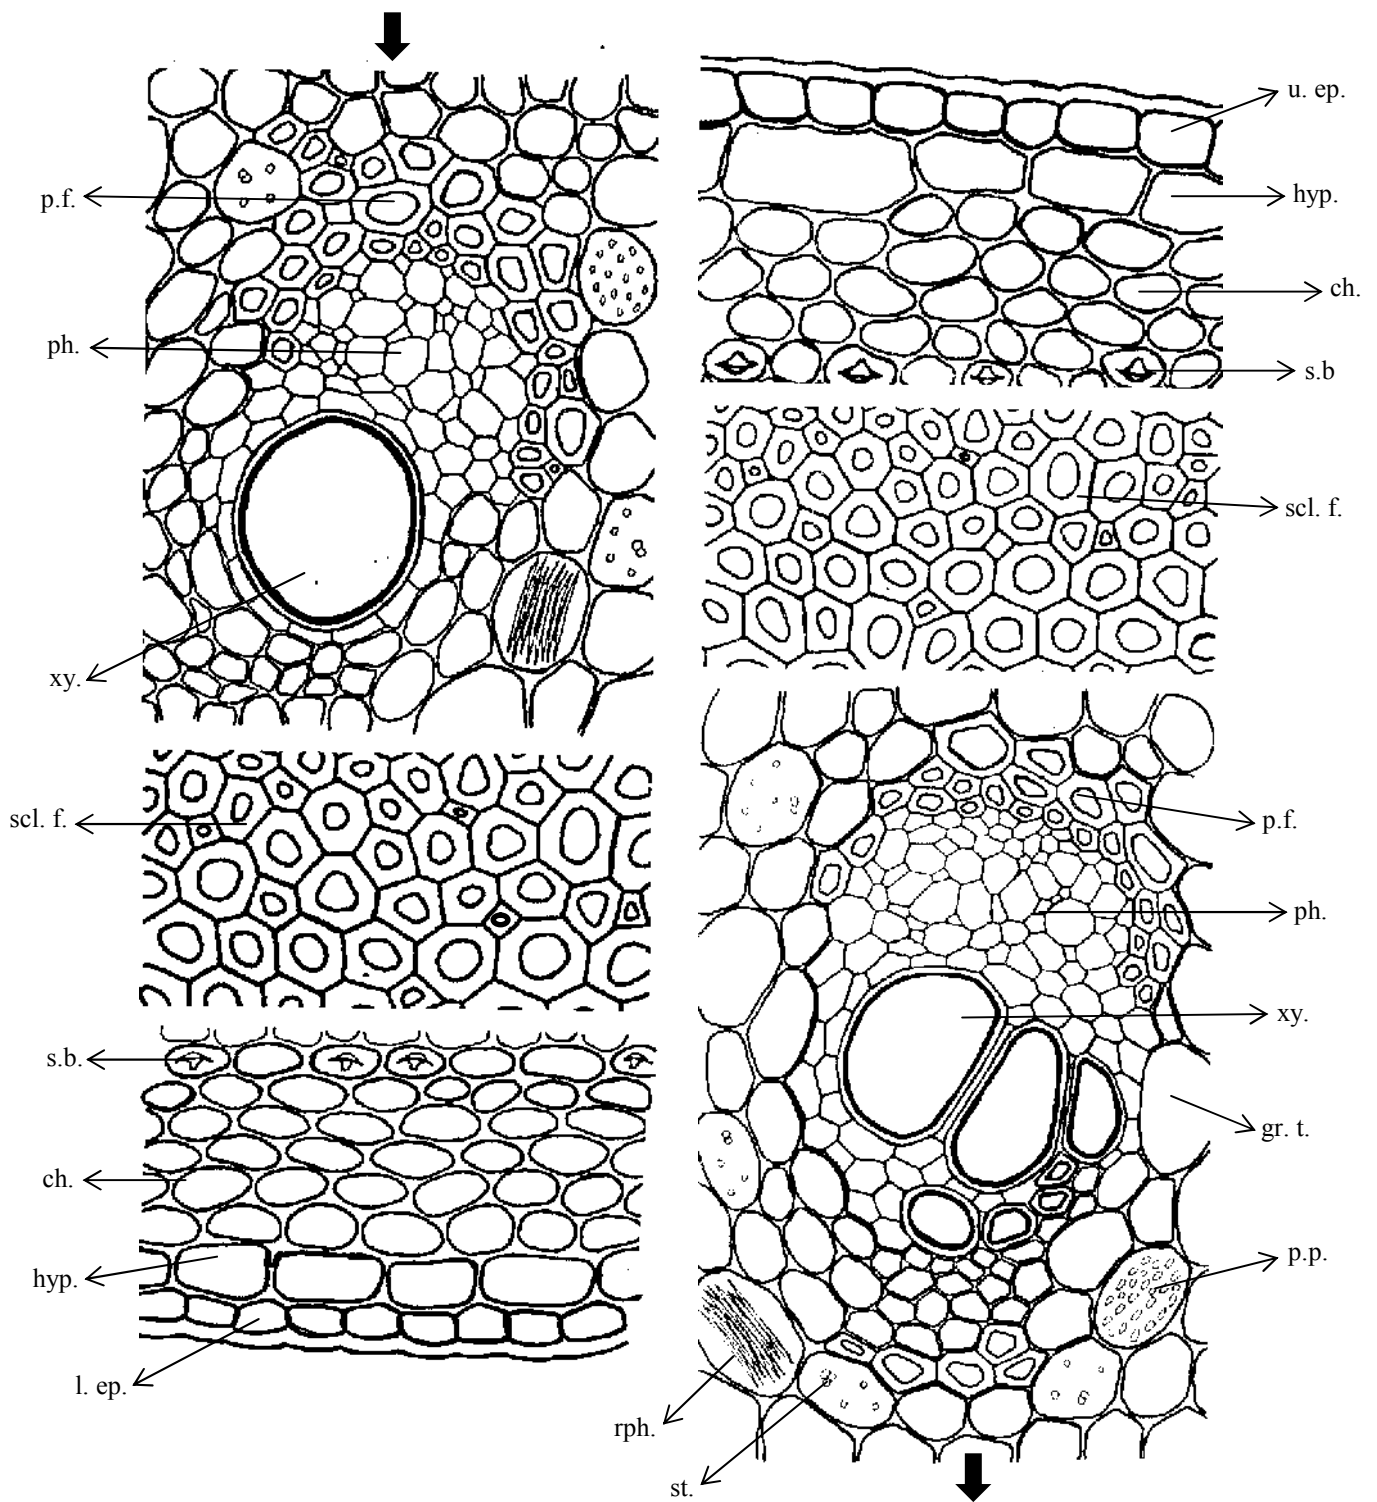 p.f.
ph.
xy.
scl. f.
s.b.
ch.
hyp.
l. ep.
u. ep.
hyp.
ch.
s.b
scl. f.
p.f.
ph.
xy.
gr. t.
p.p.
rph.
st.